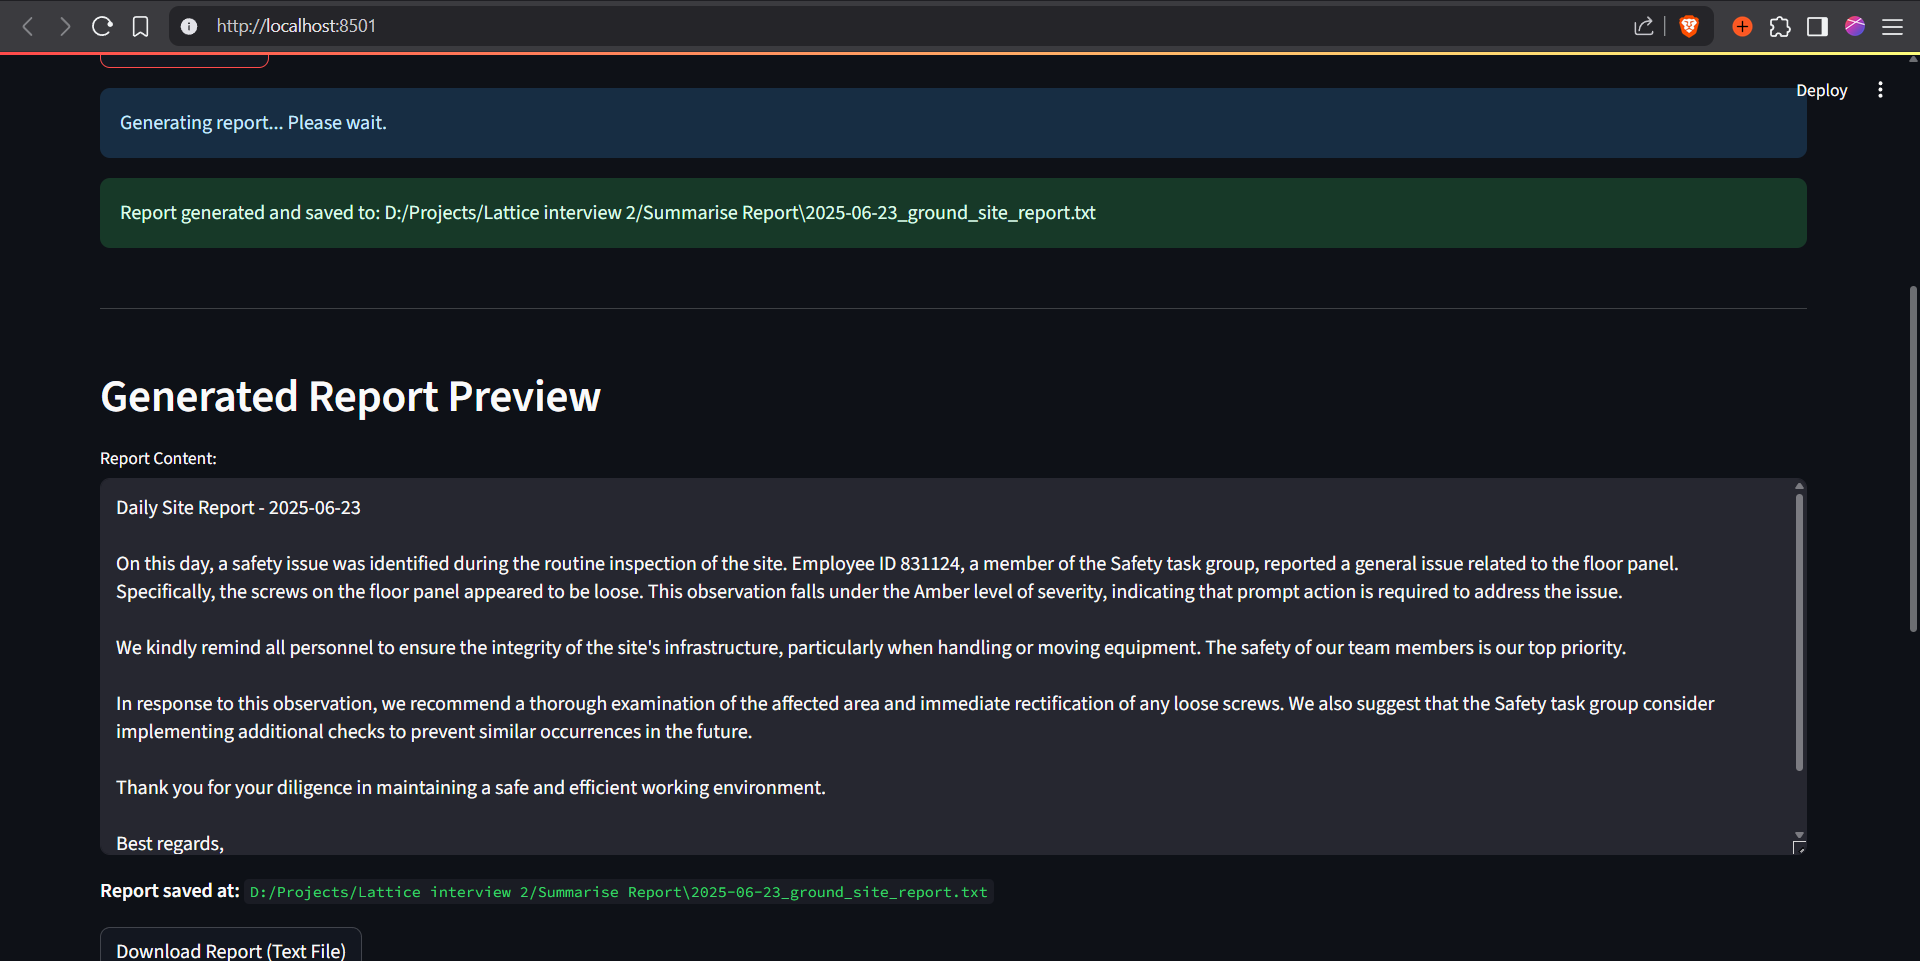 http://localhost:8501
Deploy
Generating report... Please wait.
Report generated and saved to: D:/Projects/Lattice interview 2/Summarise Report\2025-06-23_ground_site_report.txt
Generated Report Preview
Report Content:
Daily Site Report - 2025-06-23
On this day, a safety issue was identified during the routine inspection of the site. Employee ID 831124, a member of the Safety task group, reported a general issue related to the floor panel.
Specifically, the screws on the floor panel appeared to be loose. This observation falls under the Amber level of severity, indicating that prompt action is required to address the issue.
We kindly remind all personnel to ensure the integrity of the site's infrastructure, particularly when handling or moving equipment. The safety of our team members is our top priority.
In response to this observation, we recommend a thorough examination of the affected area and immediate rectification of any loose screws. We also suggest that the Safety task group consider
implementing additional checks to prevent similar occurrences in the future.
Thank you for your diligence in maintaining a safe and efficient working environment.
Best regards,
Report saved at: D:/Projects/Lattice interview 2/Summarise Report\2025-06-23_ground_site_report.txt
Download Report (Text File)